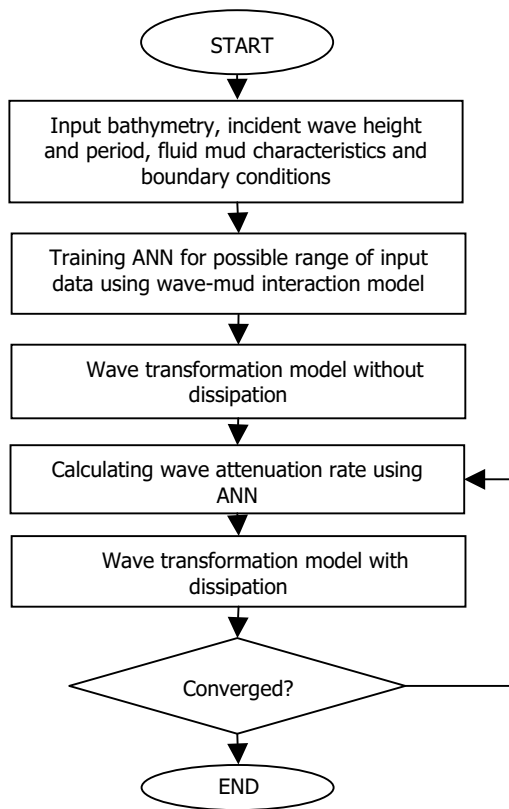 START
Input bathymetry, incident wave height
and period, fluid mud characteristics and
boundary conditions
Training ANN for possible range of input
data using wave-mud interaction model
Wave transformation model without
dissipation
Calculating wave attenuation rate using
ANN
Wave transformation model with
dissipation
Converged?
END